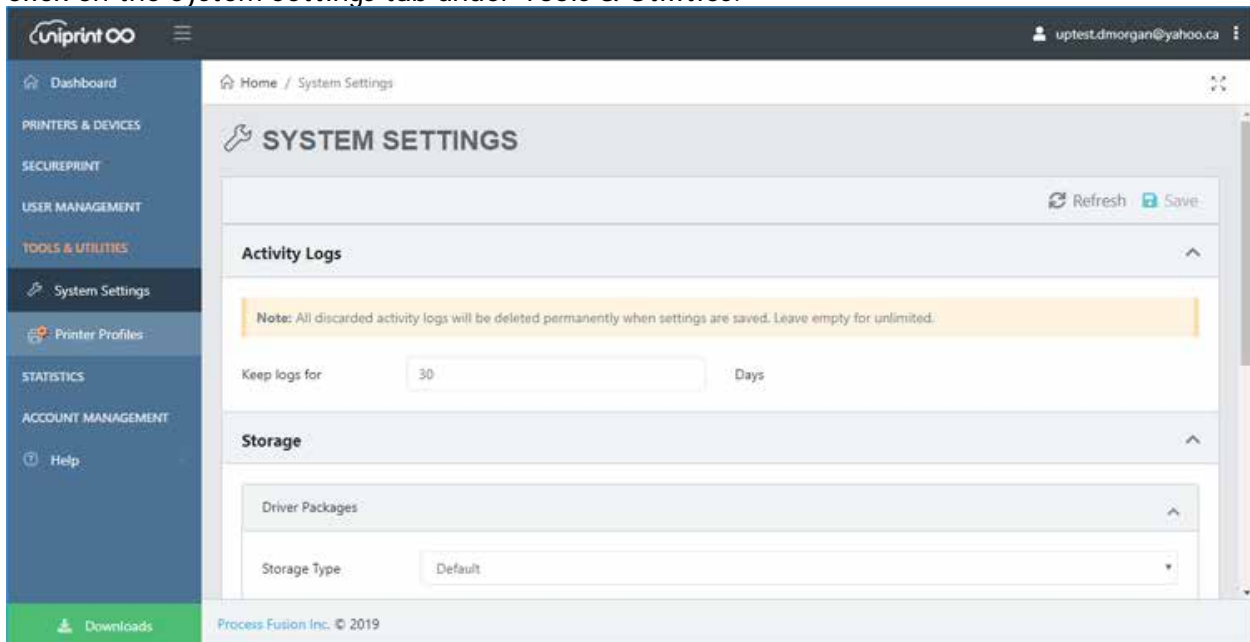 Click on the System Settings tab under Tools & Utilities.
uniprint
uptest.dmorgan@yahoo.ca
Dashboard
Home / System Settings
PRINTERS & DEVICES
SYSTEM SETTINGS
SECUREPRINT
USER MANAGEMENT
Refresh Save
TOOLS & UTILITIES
Activity Logs
System Settings
Note: All discarded activity logs will be deleted permanently when settings are saved. Leave empty for unlimited.
Printer Profiles
STATISTICS
Keep logs for 30 Days
ACCOUNT MANAGEMENT
Storage
Help
Driver Packages
Storage Type Default
Downloads
Process Fusion Inc. © 2019